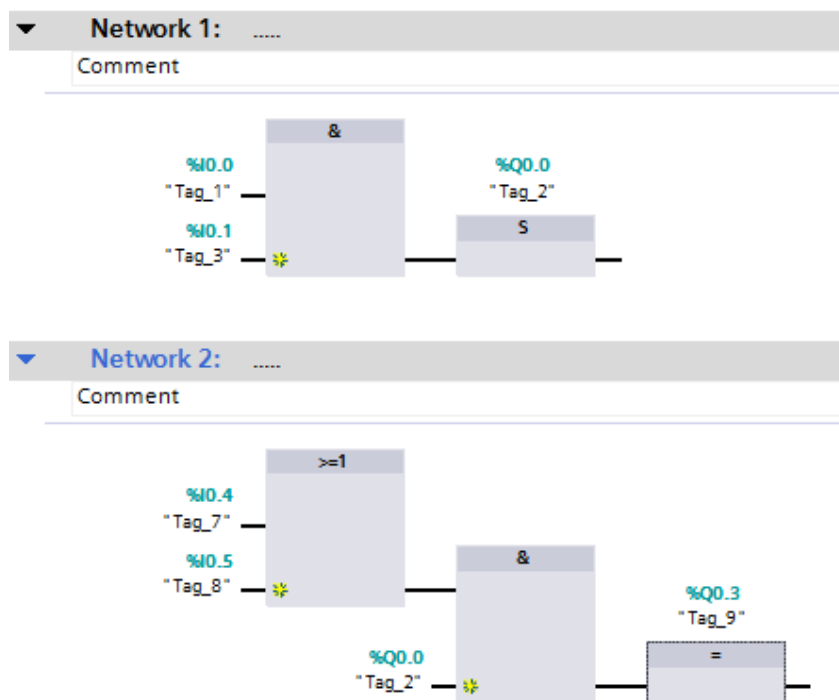 Network 1: .....
Comment
&
%I0.0
"Tag_1"
%Q0.0
"Tag_2"
%I0.1
"Tag_3"
S
Network 2: .....
Comment
>=1
%I0.4
"Tag_7"
%I0.5
"Tag_8"
&
%Q0.3
"Tag_9"
=
%Q0.0
"Tag_2"